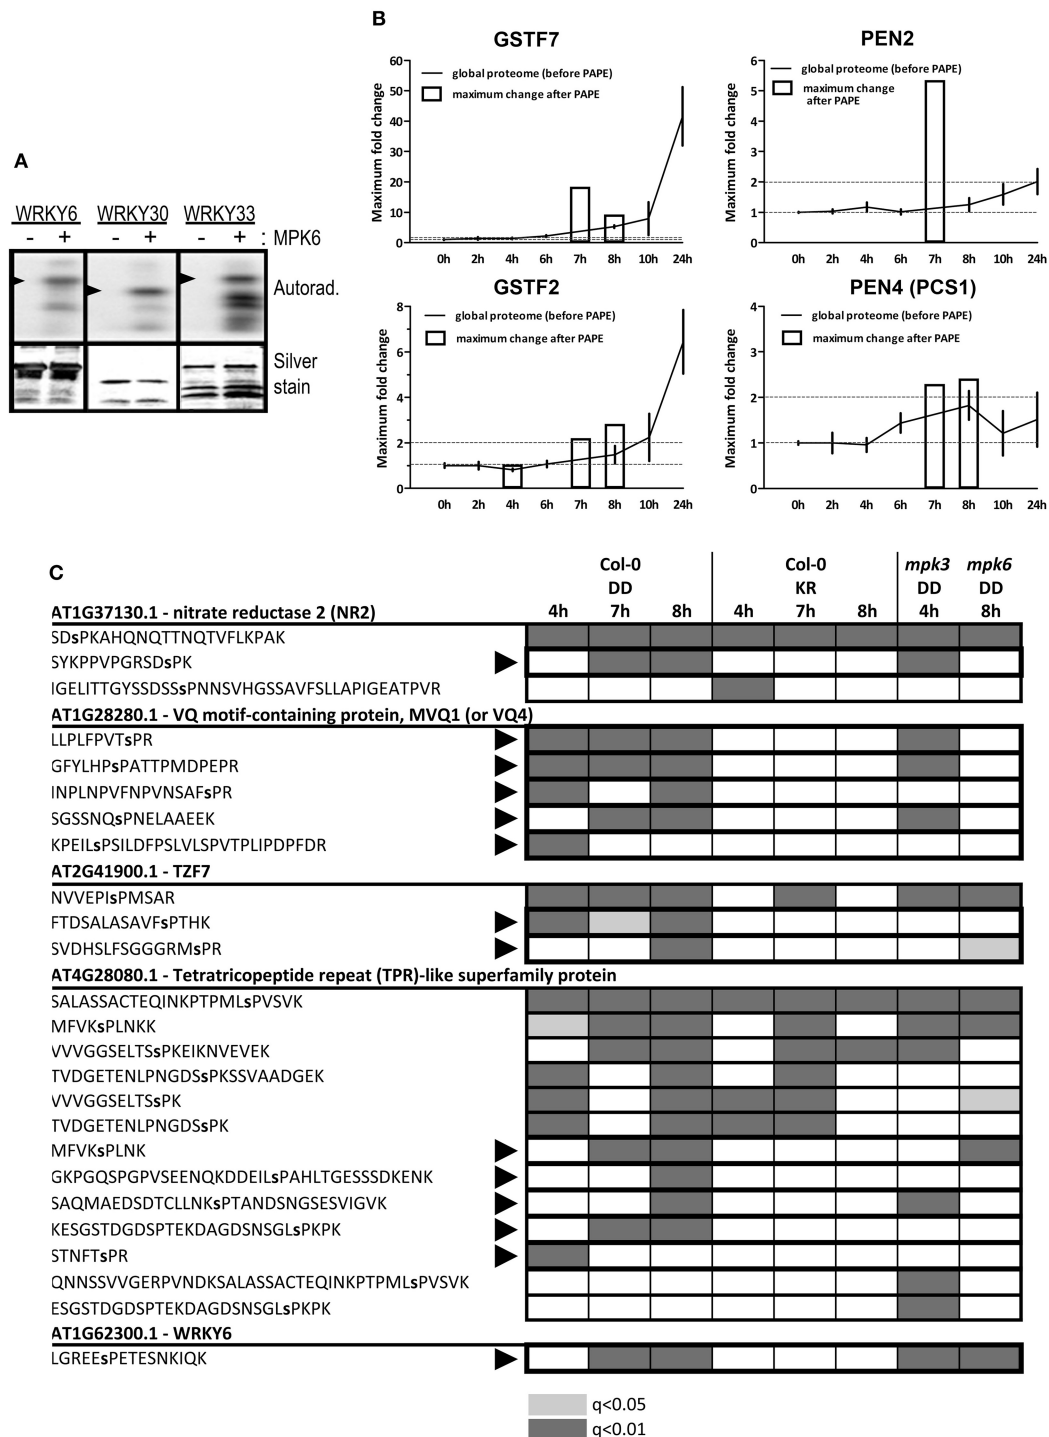 A
WRKY6 WRKY30 WRKY33
- + - + - + : MPK6
Autorad.
Silver
stain
B
GSTF7
Maximum fold change
global proteome (before PAPE)
maximum change after PAPE
60
50
40
30
20
10
0
0h 2h 4h 6h 7h 8h 10h 24h
PEN2
Maximum fold change
global proteome (before PAPE)
maximum change
after PAPE
6
5
4
3
2
1
0
0h 2h 4h 6h 7h 8h 10h 24h
GSTF2
Maximum fold change
global proteome (before PAPE)
maximum change after PAPE
8
6
4
2
0
0h 2h 4h 6h 7h 8h 10h 24h
PEN4 (PCS1)
Maximum fold change
global proteome (before PAPE)
maximum change after PAPE
4
3
2
1
0
0h 2h 4h 6h 7h 8h 10h 24h
C
Col-0 Col-0 mpk3 mpk6
DD KR DD DD
AT1G37130.1 - nitrate reductase 2 (NR2) 4h 7h 8h 4h 7h 8h 4h 8h
SDsPKAHQNQTTNQTVFLKPAK
SYKPPVPGRSDsPK
IGELITTGYSSDSSsPNNSVHGSSAVFSLLAPIGEATPVR
AT1G28280.1 - VQ motif-containing protein, MVQ1 (or VQ4)
LLPLFPVTsPR
GFYLHPsPATTPMDPEPR
INPLNPVFNPVNSAFsPR
SGSSNQsPNELAAEEK
KPEILsPSILDFPSLVLSPVTPLIPDPFDR
AT2G41900.1 - TZF7
NVVEPIsPMSAR
FTDSALASAVFsPTHK
SVDHSLFSGGGRMsPR
AT4G28080.1 - Tetratricopeptide repeat (TPR)-like superfamily protein
SALASSACTEQINKPTPMLsPVSVK
MFVKsPLNKK
VVVGGSELTSsPKEIKNVEVEK
TVDGETENLPNGDSsPKSSVAADGEK
VVVGGSELTSsPK
TVDGETENLPNGDSsPK
MFVKsPLNK
GKPGQSPGPVSEENQKDDEILsPAHLTGESSSDKENK
SAQMAEDSDTCLLNKsPTANDSNGSESVIGVK
KESGSTDGDSPTEKDAGDSNSGLsPKPK
STNFTsPR
QNNSSVVGERPVNDKSALASSACTEQINKPTPMLsPVSVK
ESGSTDGDSPTEKDAGDSNSGLsPKPK
AT1G62300.1 - WRKY6
LGREEsPETESNKIQK
q<0.05
q<0.01